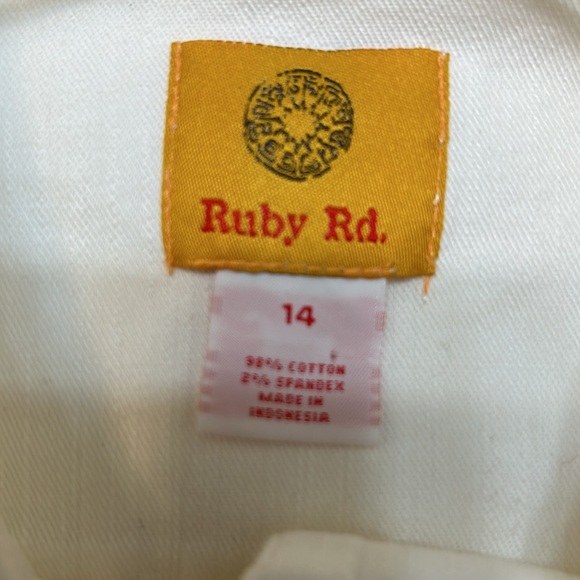 Ruby Rd.
14
98% COTTON
2% SPANDEX
MADE IN
INDONESIA